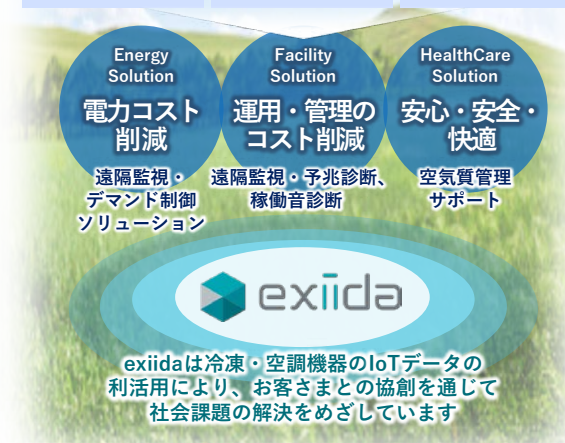 Energy
Solution
電力コスト
削減
遠隔監視・
デマンド制御
ソリューション
Facility
Solution
運用・管理の
コスト削減
遠隔監視・予兆診断、
稼働音診断
HealthCare
Solution
安心・安全・
快適
空気質管理
サポート
exiida
exiidaは冷凍・空調機器のIoTデータの
利活用により、お客さまとの協創を通じて
社会課題の解決をめざしています